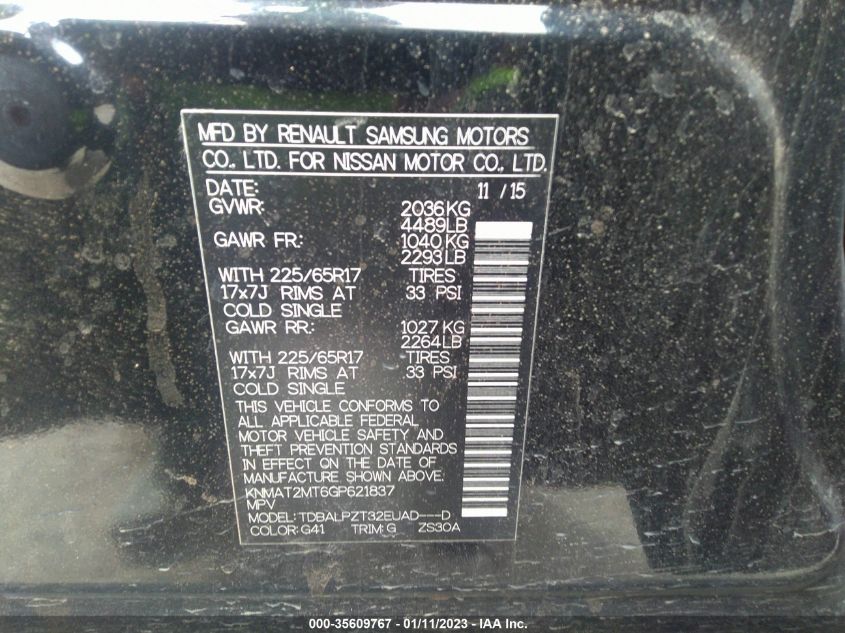 MFD BY RENAULT SAMSUNG MOTORS
CO., LTD. FOR NISSAN MOTOR CO., LTD.
DATE: 11 / 15
GVWR: 2036 KG
4489 LB
GAWR FR.: 1040 KG
2293 LB
WITH 225/65R17 TIRES
17x7J RIMS AT 33 PSI
COLD SINGLE
GAWR RR.: 1027 KG
2264 LB
WITH 225/65R17 TIRES
17x7J RIMS AT 33 PSI
COLD SINGLE
THIS VEHICLE CONFORMS TO
ALL APPLICABLE FEDERAL
MOTOR VEHICLE SAFETY AND
THEFT PREVENTION STANDARDS
IN EFFECT ON THE DATE OF
MANUFACTURE SHOWN ABOVE.
KNMAT2MT6GP621837
MPV
MODEL: TDBALPZT32EUAD---D
COLOR: G41 TRIM: G ZS30A
000-35609767 - 01/11/2023 - IAA Inc.